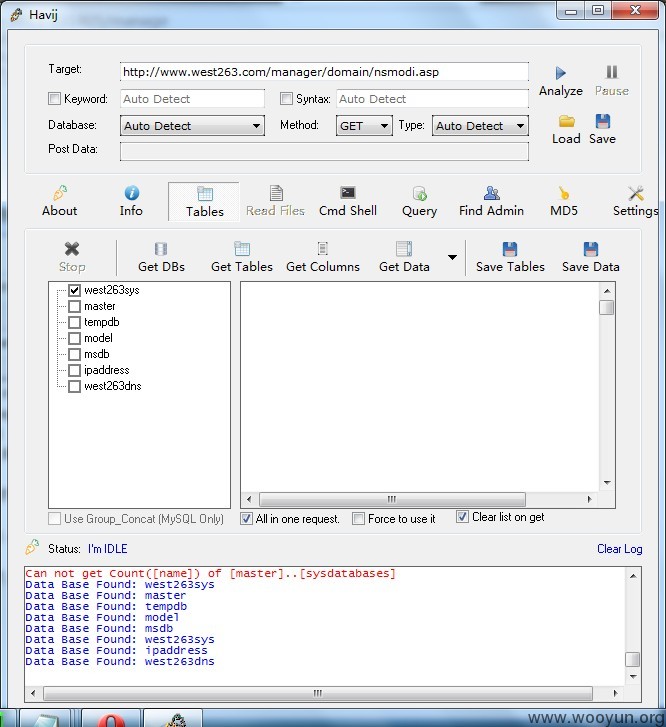 Havij
Target: http://www.west263.com/manager/domain/nsmodi.asp
Analyze Pause
Keyword: Auto Detect Syntax: Auto Detect
Database: Auto Detect Method: GET Type: Auto Detect
Load Save
Post Data:
About Info Tables Read Files Cmd Shell Query Find Admin MD5 Settings
Stop Get DBs Get Tables Get Columns Get Data Save Tables Save Data
west263sys
master
tempdb
model
msdb
ipaddress
west263dns
Use Group_Concat (MySQL Only) All in one request. Force to use it Clear list on get
Status: I'm IDLE Clear Log
Can not get Count([name]) of [master]..[sysdatabases]
Data Base Found: west263sys
Data Base Found: master
Data Base Found: tempdb
Data Base Found: model
Data Base Found: msdb
Data Base Found: west263sys
Data Base Found: ipaddress
Data Base Found: west263dns
www.wooyun.org